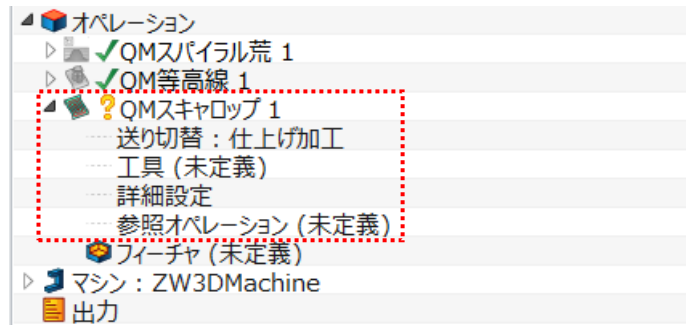 オペレーション
QMスパイラル荒 1
QM等高線 1
QMスキャロップ 1
送り切替：仕上げ加工
工具 (未定義)
詳細設定
参照オペレーション (未定義)
フィーチャ (未定義)
マシン：ZW3DMachine
出力